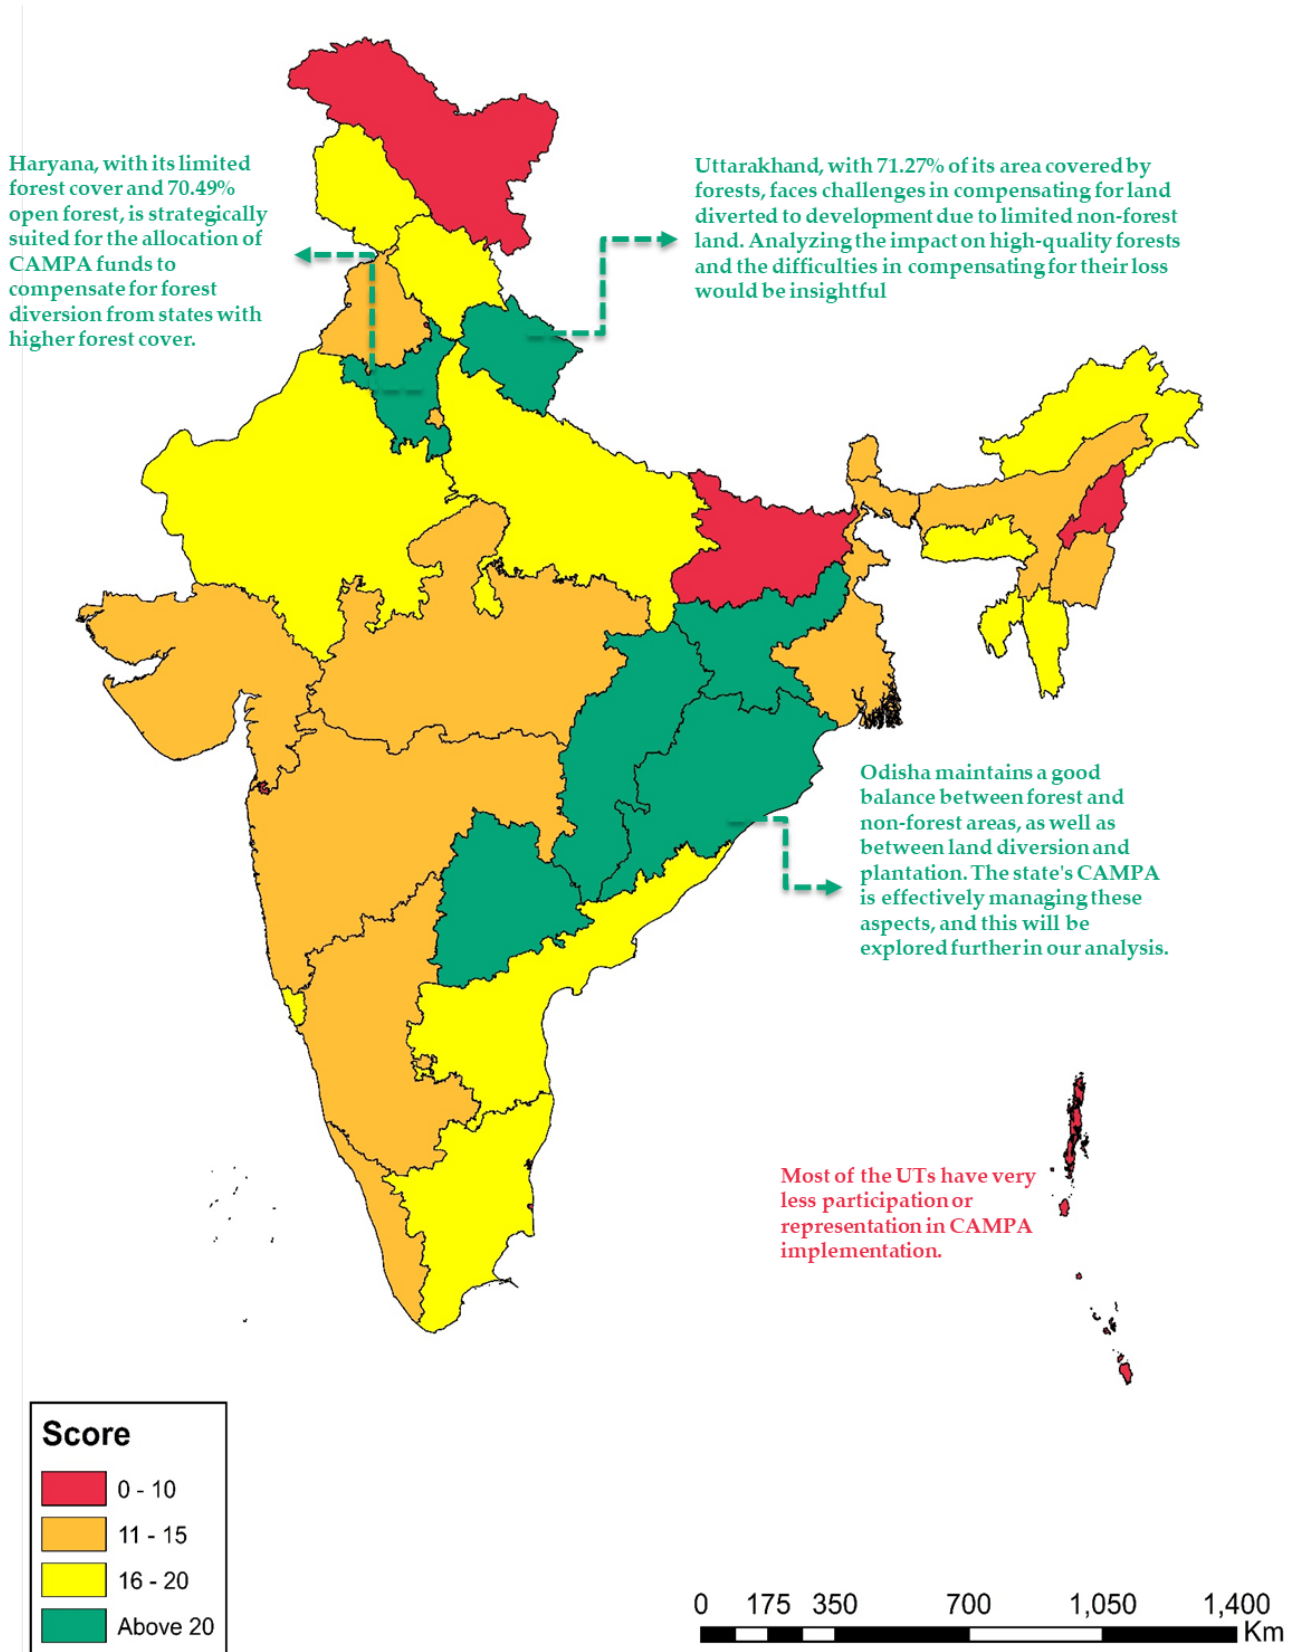 Haryana, with its limited
forest cover and 70.49%
open forest, is strategically
suited for the allocation of
CAMPA funds to
compensate for forest
diversion from states with
higher forest cover.
Uttarakhand, with 71.27% of its area covered by
forests, faces challenges in compensating for land
diverted to development due to limited non-forest
land. Analyzing the impact on high-quality forests
and the difficulties in compensating for their loss
would be insightful
Odisha maintains a good
balance between forest and
non-forest areas, as well as
between land diversion and
plantation. The state's CAMPA
is effectively managing these
aspects, and this will be
explored further in our analysis.
Most of the UTs have very
less participation or
representation in CAMPA
implementation.
Score
0 - 10
11 - 15
16 - 20
Above 20
0 175 350 700 1,050 1,400
Km